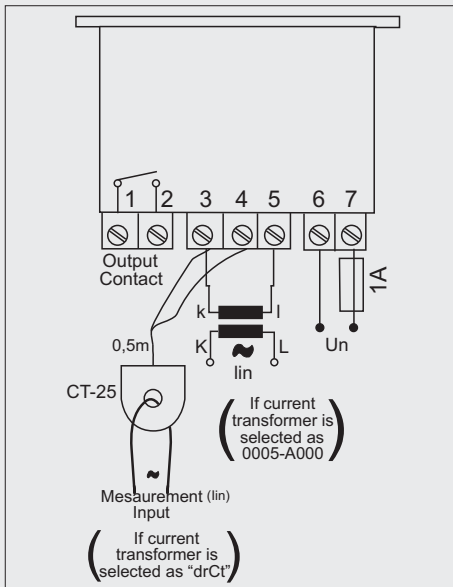 1 2 3 4 5 6 7
Output
Contact
1A
k l
Un
0,5m
K L
Iin
CT-25
If current
transformer is
selected as
0005-A000
Mesaurement (Iin)
Input
If current
transformer is
selected as “drCt”